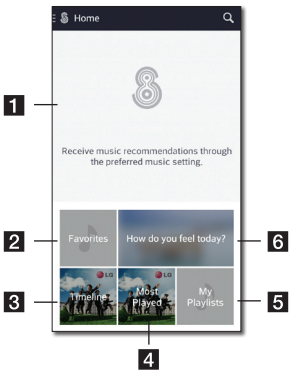 Home
1
Receive music recommendations through
the preferred music setting.
2
Favorites
How do you feel today?
6
3
LG
Timeline
LG
Most
Played
My
Playlists
5
4